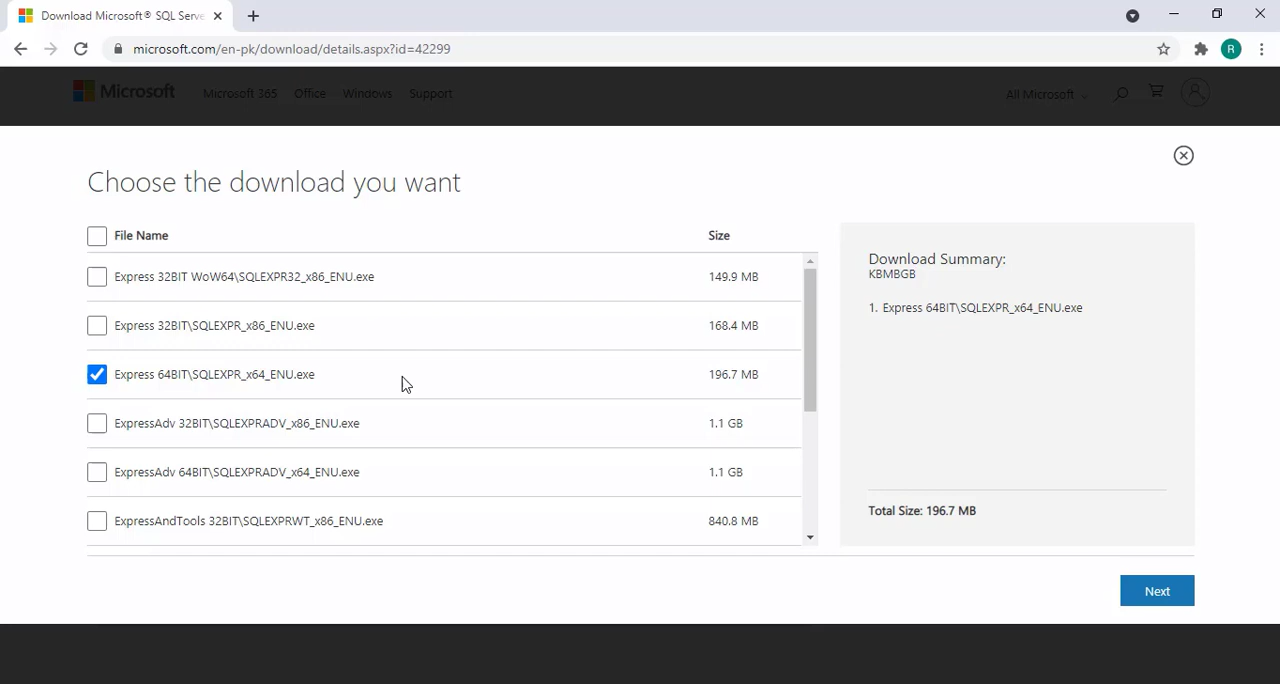 Download Microsoft® SQL Serve
microsoft.com/en-pk/download/details.aspx?id=42299
R
Microsoft Microsoft 365 Office Windows Support All Microsoft
Choose the download you want
File Name Size
Express 32BIT WoW64\SQLEXPR32_x86_ENU.exe 149.9 MB
Express 32BIT\SQLEXPR_x86_ENU.exe 168.4 MB
Express 64BIT\SQLEXPR_x64_ENU.exe 196.7 MB
ExpressAdv 32BIT\SQLEXPRADV_x86_ENU.exe 1.1 GB
ExpressAdv 64BIT\SQLEXPRADV_x64_ENU.exe 1.1 GB
ExpressAndTools 32BIT\SQLEXPRWT_x86_ENU.exe 840.8 MB
Download Summary:
KBMBGB
1. Express 64BIT\SQLEXPR_x64_ENU.exe
Total Size: 196.7 MB
Next